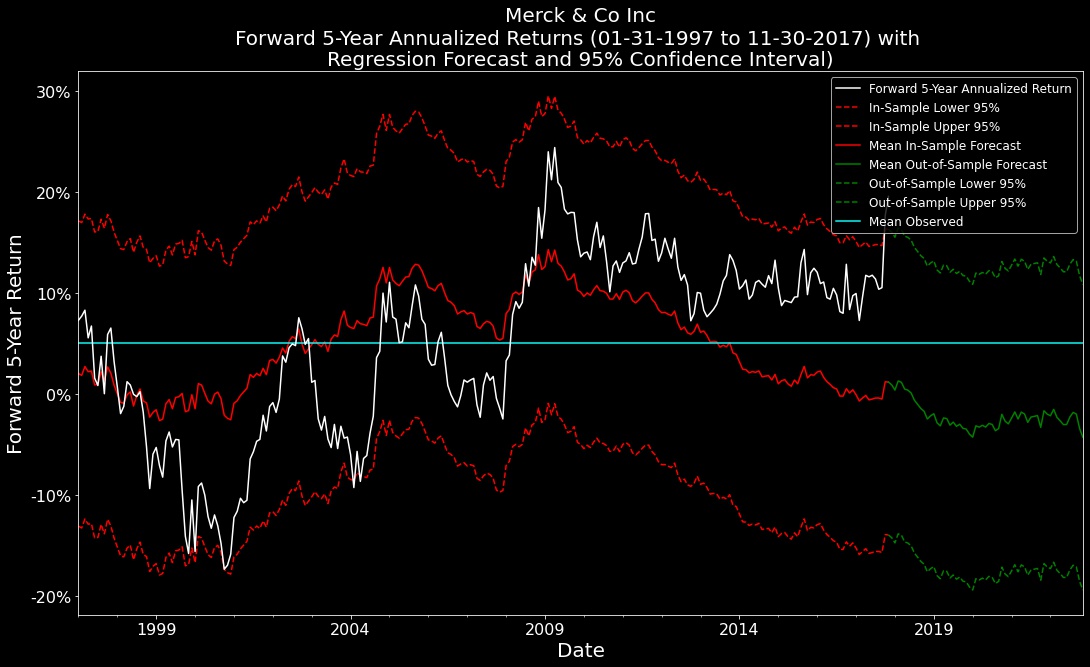 Merck & Co Inc
Forward 5-Year Annualized Returns (01-31-1997 to 11-30-2017) with
Regression Forecast and 95% Confidence Interval)
Forward 5-Year Annualized Return
In-Sample Lower 95%
In-Sample Upper 95%
Mean In-Sample Forecast
Mean Out-of-Sample Forecast
Out-of-Sample Lower 95%
Out-of-Sample Upper 95%
Mean Observed
Forward 5-Year Return
30%
20%
10%
0%
-10%
-20%
1999
2004
2009
2014
2019
Date